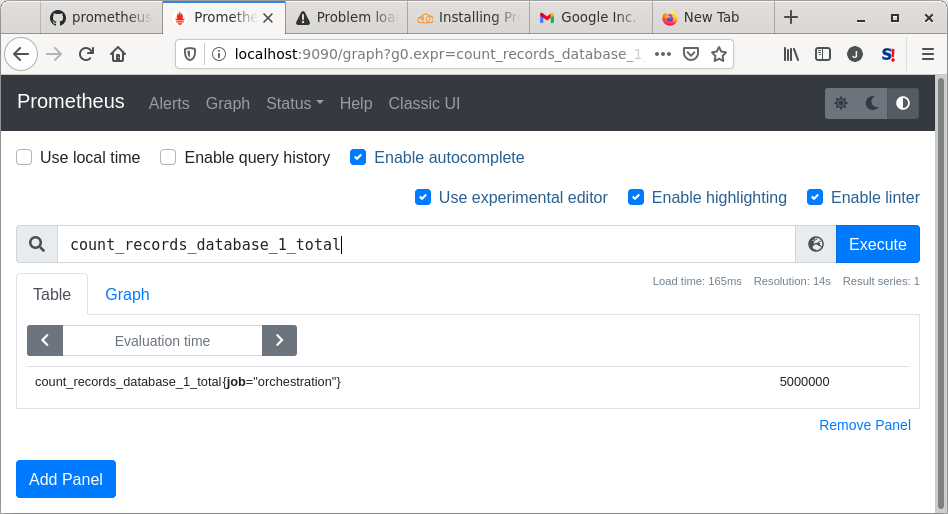 prometheus
Promethe
Problem loa
Installing Pr
Google Inc.
New Tab
localhost:9090/graph?g0.expr=count_records_database_1_
J
S!
Prometheus Alerts Graph Status Help Classic UI
Use local time Enable query history Enable autocomplete
Use experimental editor Enable highlighting Enable linter
count_records_database_1_total Execute
Load time: 165ms Resolution: 14s Result series: 1
Table Graph
Evaluation time
count_records_database_1_total{job="orchestration"} 5000000
Remove Panel
Add Panel